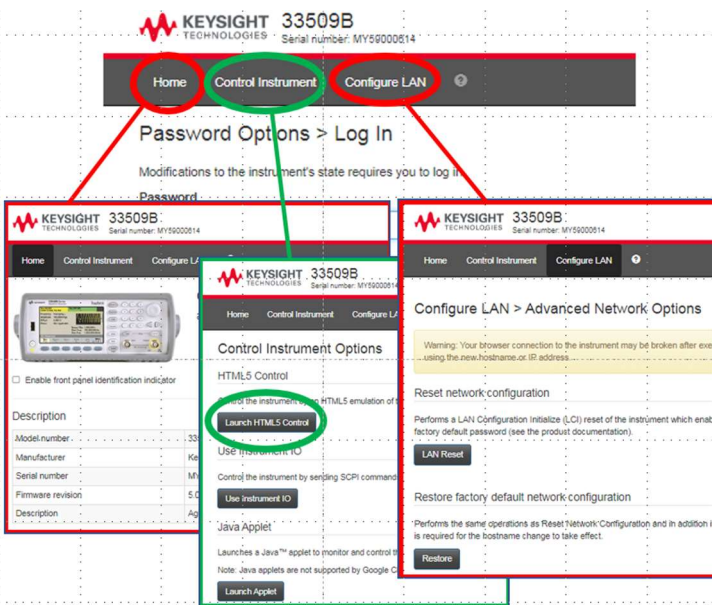 KEYSIGHT TECHNOLOGIES 33509B
Serial number: MY59000614
Home Control Instrument Configure LAN
Password Options > Log In
Modifications to the instrument's state requires you to log in
Password
KEYSIGHT TECHNOLOGIES 33509B
Serial number: MY59000614
Home Control Instrument
Enable front panel identification indicator
Description
Model number
Manufacturer
Serial number
Firmware revision
Description
KEYSIGHT TECHNOLOGIES 33509B
Home Control Instrument
Control Instrument Options
HTML5 Control
Control the instrument HTML5 emulation of
Launch HTML5 Control
Use Instrument IO
Control the instrument by sending SCPI command
Use Instrument IO
Java Applet
Launches a Java™ applet to monitor and control
Note: Java applets are not supported by Google
Launch Applet
KEYSIGHT TECHNOLOGIES 33509B
Serial number: MY59000614
Home Control Instrument Configure LAN
Configure LAN > Advanced Network Options
Warning: Your browser connection to the instrument may be broken after
using the new hostname or IP address
Reset network configuration
Performs a LAN Configuration Initialize (LCI) reset of the instrument which
factory default password (see the product documentation).
LAN Reset
Restore factory default network configuration
Performs the same operations as Reset Network Configuration and in addition
is required for the hostname change to take effect.
Restore